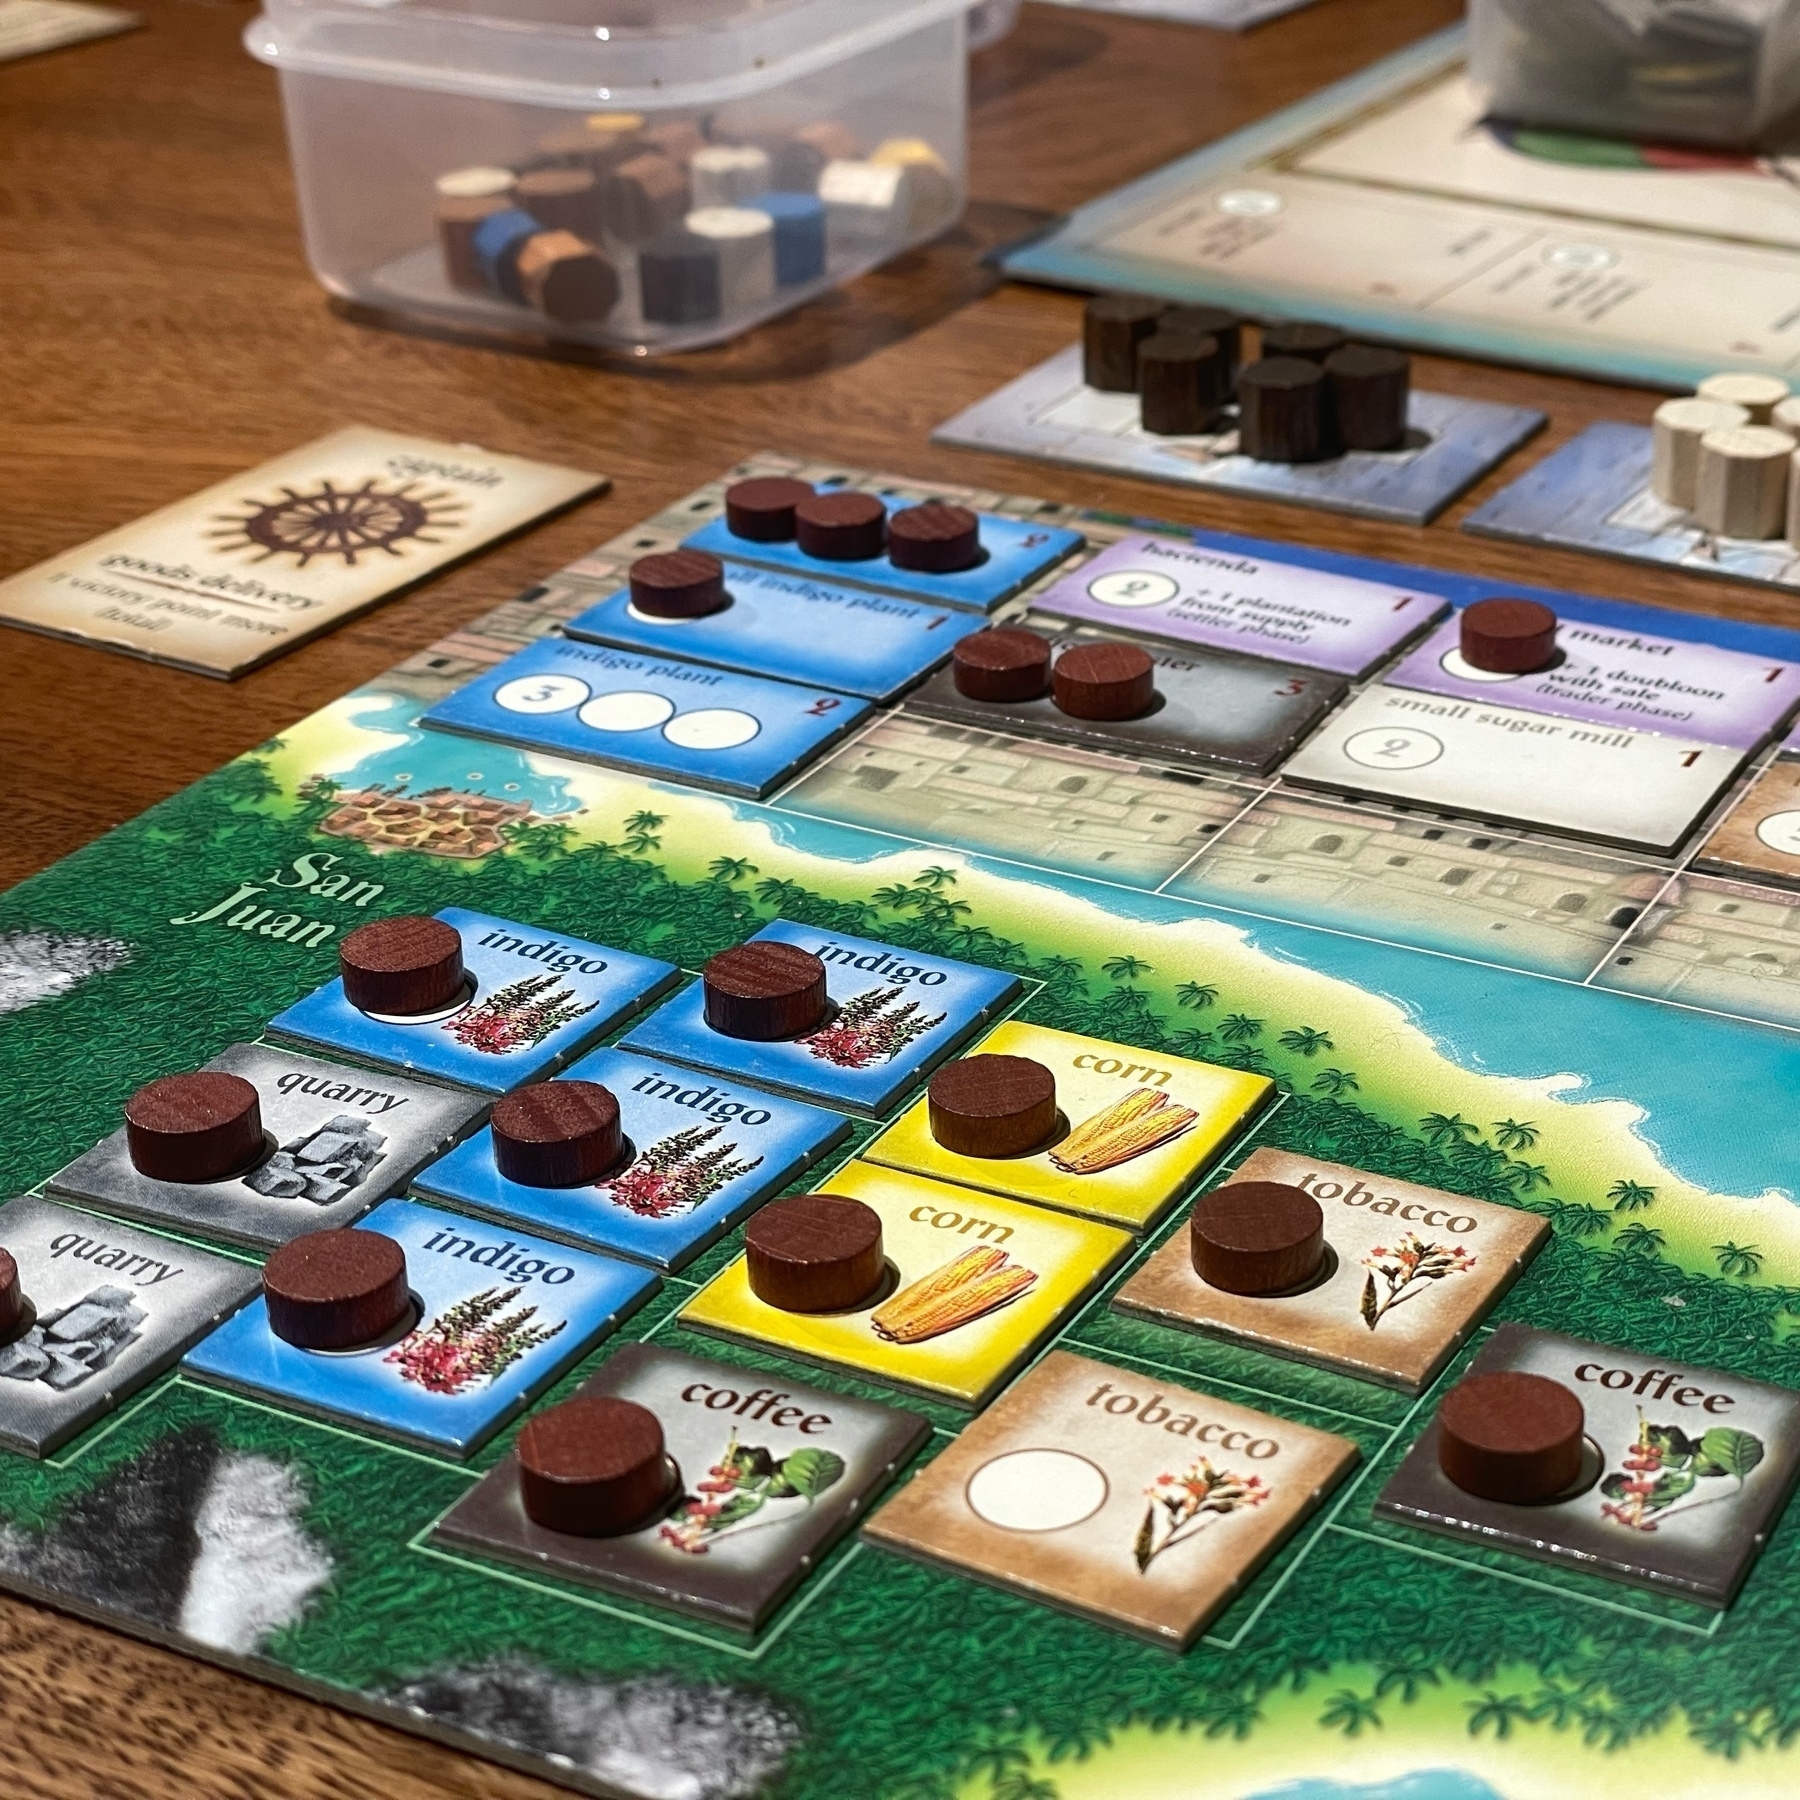 captain
goods delivery
1 victory point more
(total)
2
all indigo plant
1
indigo plant
3
2
hacienda
2
+ 1 plantation
from supply
(settler phase)
1
ster
3
market
+ 1 doubloon
with sale
(trader phase)
1
small sugar mill
2
1
San
Juan
indigo
indigo
quarry
indigo
corn
quarry
indigo
corn
tobacco
coffee
tobacco
coffee